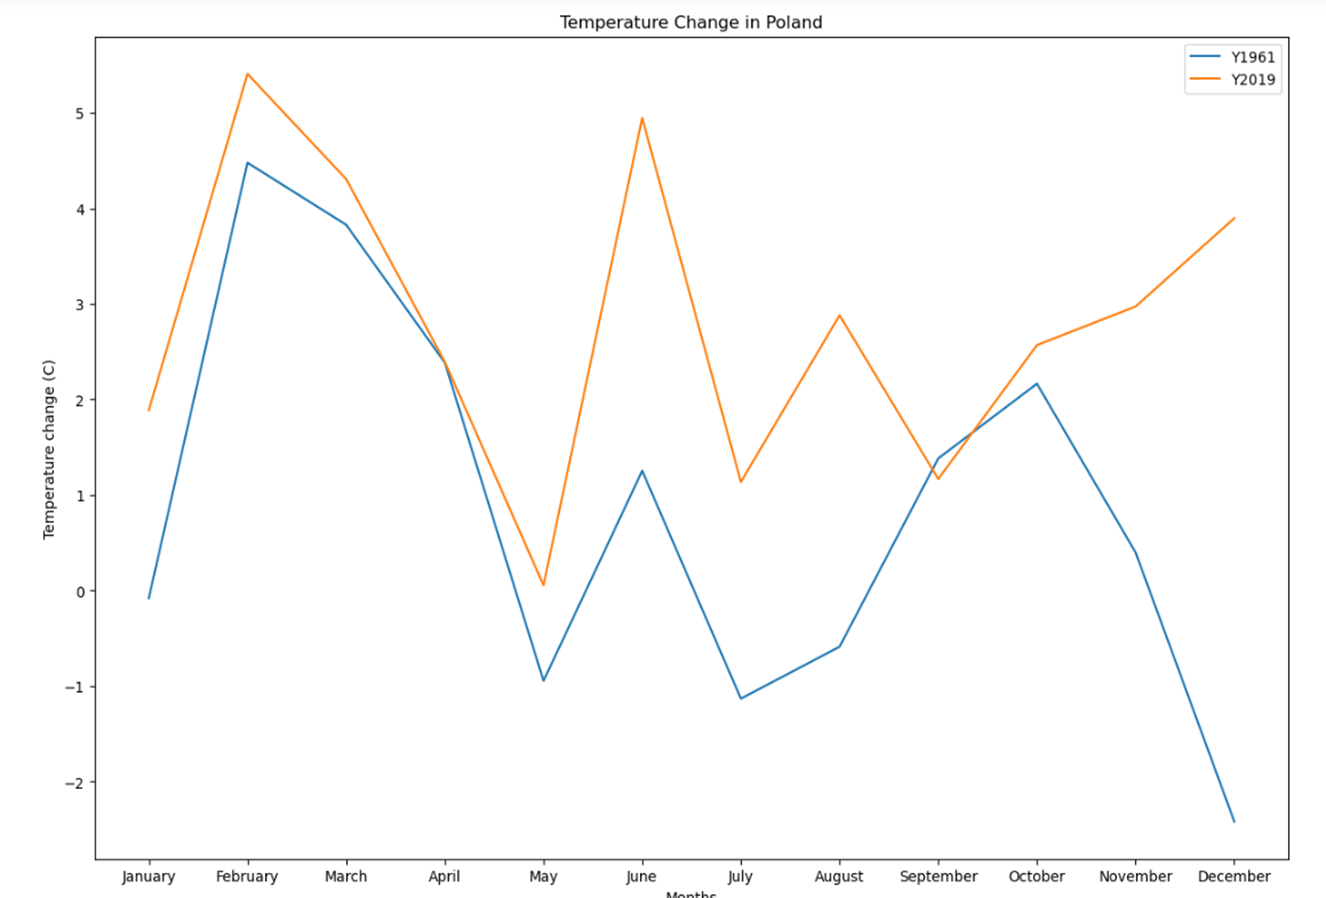 Temperature Change in Poland
Y1961
Y2019
Temperature change (C)
5
4
3
2
1
0
−1
−2
January February March April May June July August September October November December
Months